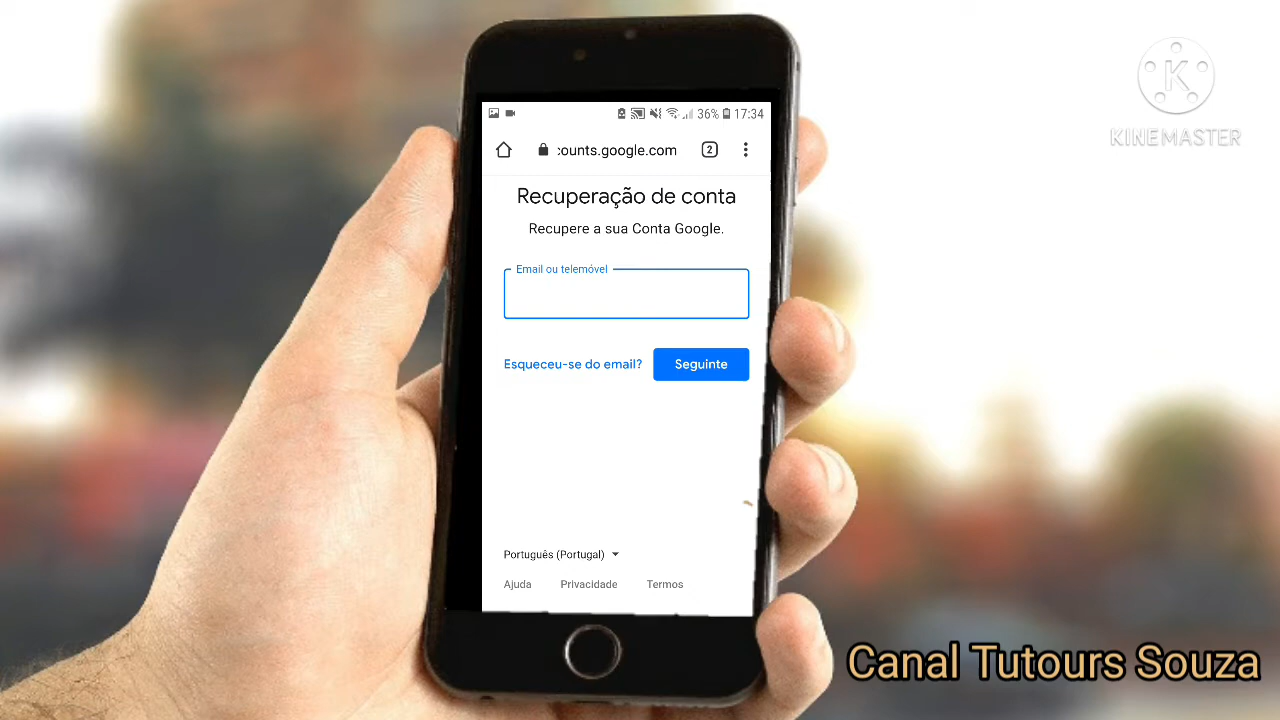 36% 17:34
:ounts.google.com 2
Recuperação de conta
Recupere a sua Conta Google.
Email ou telemóvel
Esqueceu-se do email? Seguinte
Português (Portugal)
Ajuda Privacidade Termos
K
KINEMASTER
Canal Tutours Souza